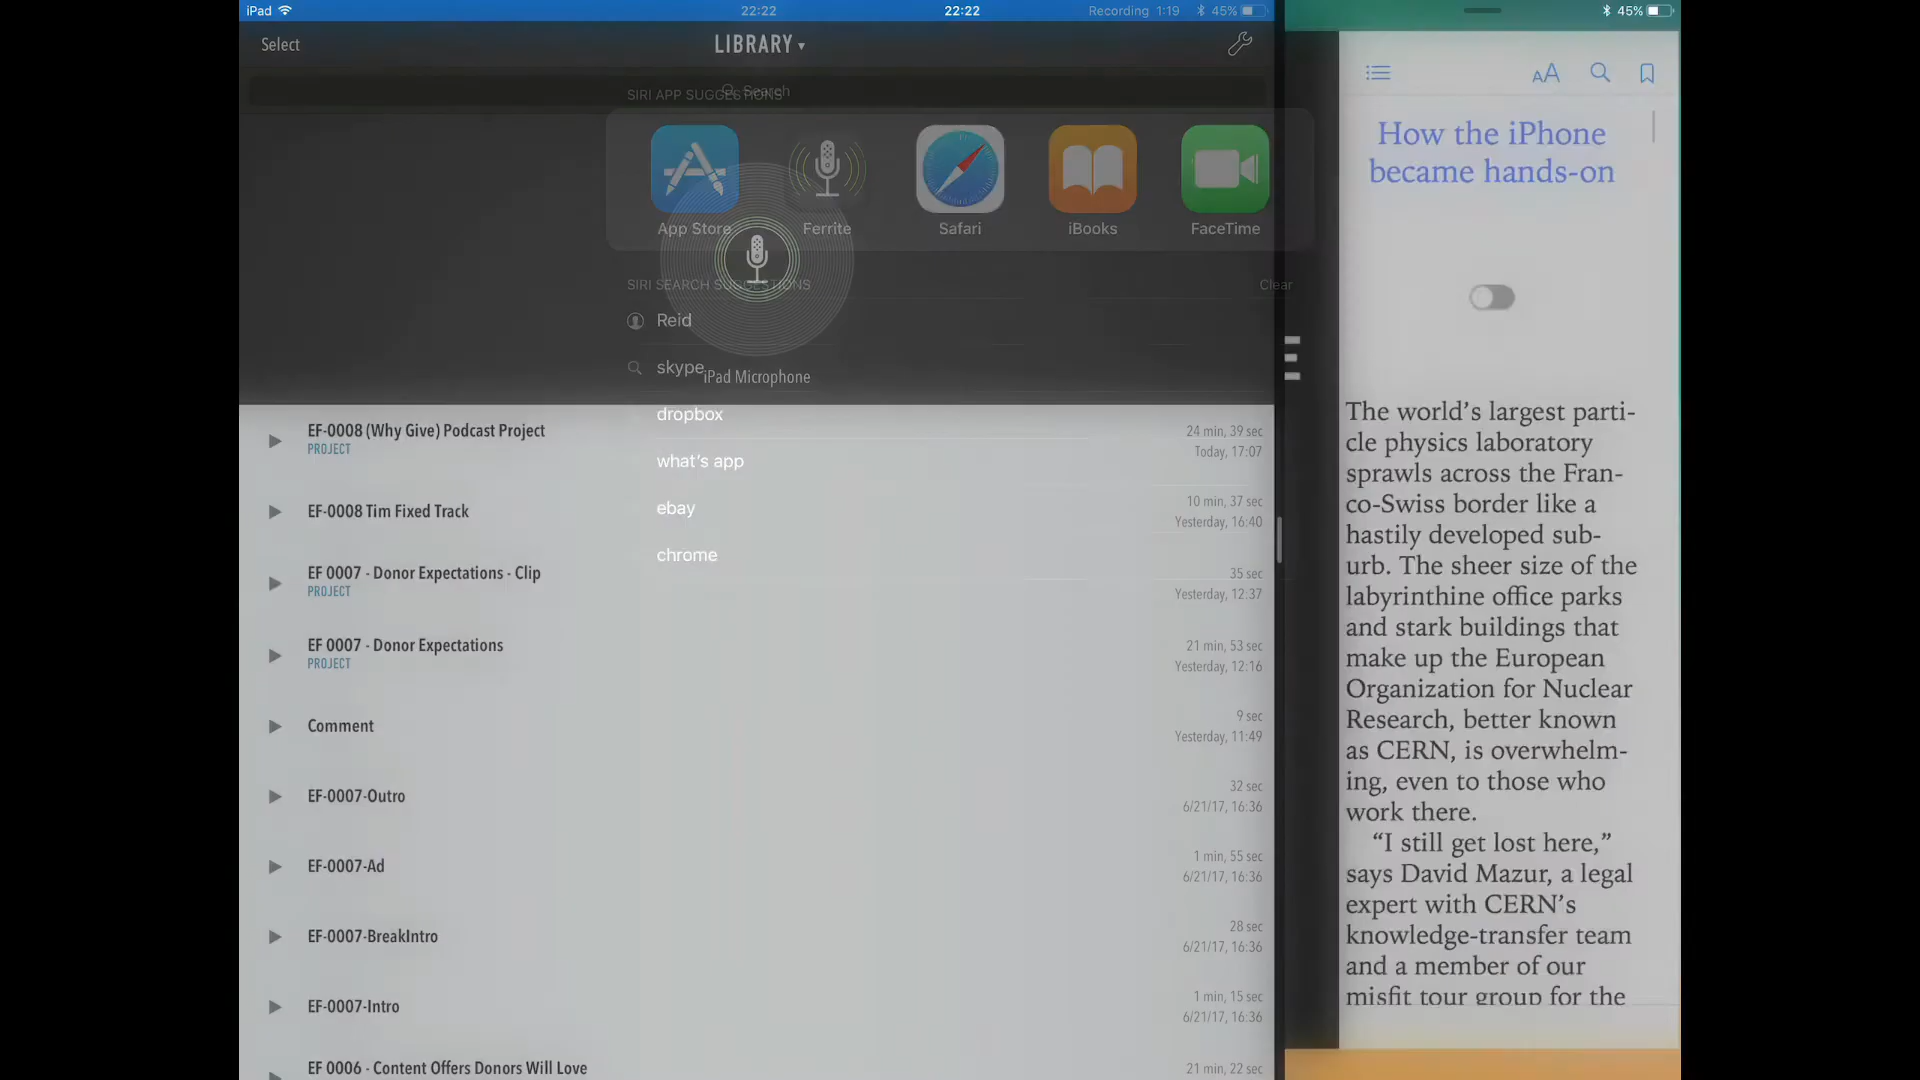 iPad 22:22 22:22 Recording 1:19 45%
45%
Select LIBRARY
Search
SIRI APP SUGGESTIONS
App Store Ferrite Safari iBooks FaceTime
SIRI SEARCH SUGGESTIONS Clear
Reid
skype
iPad Microphone
dropbox
what's app
ebay
chrome
EF-0008 (Why Give) Podcast Project 24 min, 39 sec
PROJECT Today, 17:07
EF-0008 Tim Fixed Track 10 min, 37 sec
Yesterday, 16:40
EF 0007 - Donor Expectations - Clip 35 sec
PROJECT Yesterday, 12:37
EF 0007 - Donor Expectations 21 min, 53 sec
PROJECT Yesterday, 12:16
Comment 9 sec
Yesterday, 11:49
EF-0007-Outro 32 sec
6/21/17, 16:36
EF-0007-Ad 1 min, 55 sec
6/21/17, 16:36
EF-0007-BreakIntro 28 sec
6/21/17, 16:36
EF-0007-Intro 1 min, 15 sec
6/21/17, 16:36
EF 0006 - Content Offers Donors Will Love 21 min, 22 sec
E
AA
How the iPhone
became hands-on
The world's largest parti-
cle physics laboratory
sprawls across the Fran-
co-Swiss border like a
hastily developed sub-
urb. The sheer size of the
labyrinthine office parks
and stark buildings that
make up the European
Organization for Nuclear
Research, better known
as CERN, is overwhelm-
ing, even to those who
work there.
“I still get lost here,”
says David Mazur, a legal
expert with CERN's
knowledge-transfer team
and a member of our
misfit tour group for the